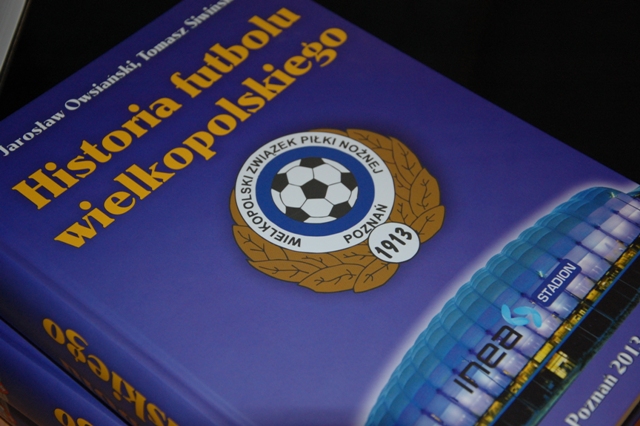 Jarosław Owsiański, Tomasz Siwiński
Historia futbolu
wielkopolskiego
WIELKOPOLSKI ZWIĄZEK PIŁKI NOŻNEJ
POZNAŃ
1913
inea STADION
Poznań 2013